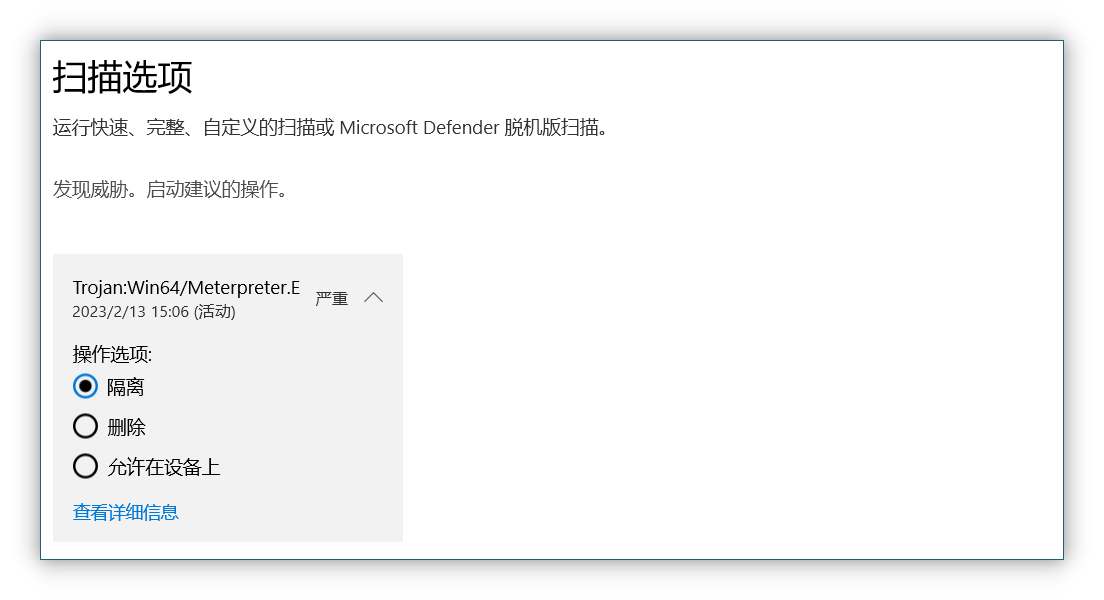 扫描选项
运行快速、完整、自定义的扫描或 Microsoft Defender 脱机版扫描。
发现威胁。启动建议的操作。
Trojan:Win64/Meterpreter.E 严重
2023/2/13 15:06 (活动)
操作选项:
隔离
删除
允许在设备上
查看详细信息